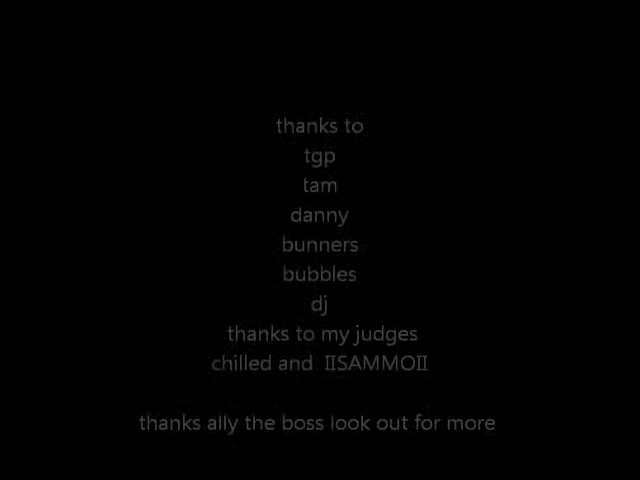 thanks to
tgp
tam
danny
bunners
bubbles
dj
thanks to my judges
chilled and  IISAMMOII
thanks ally the boss look out for more